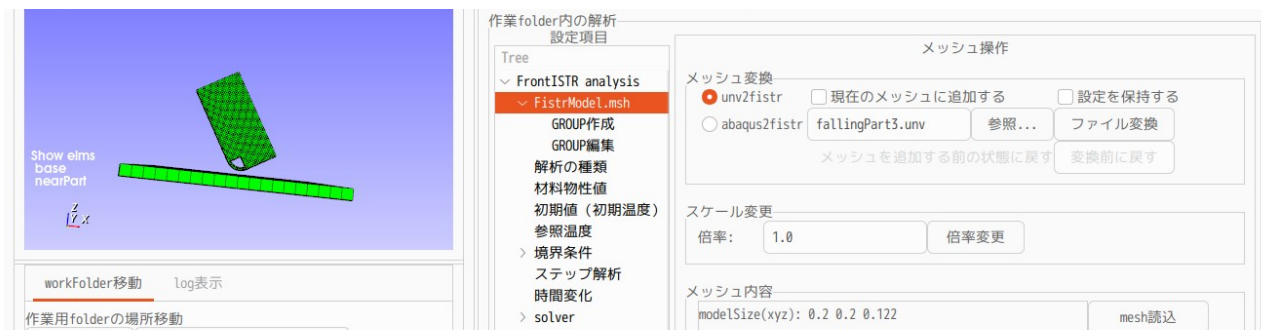 Show elms
base
nearPart
Z
Y X
workFolder移動 log表示
作業用folderの場所移動
作業folder内の解析
設定項目
Tree
FrontISTR analysis
FistrModel.msh
GROUP作成
GROUP編集
解析の種類
材料物性値
初期値（初期温度）
参照温度
境界条件
ステップ解析
時間変化
solver
メッシュ操作
メッシュ変換
unv2fistr 現在のメッシュに追加する 設定を保持する
abaqus2fistr fallingPart3.unv 参照... ファイル変換
メッシュを追加する前の状態に戻す 変換前に戻す
スケール変更
倍率: 1.0 倍率変更
メッシュ内容
modelSize(xyz): 0.2 0.2 0.122 mesh読込